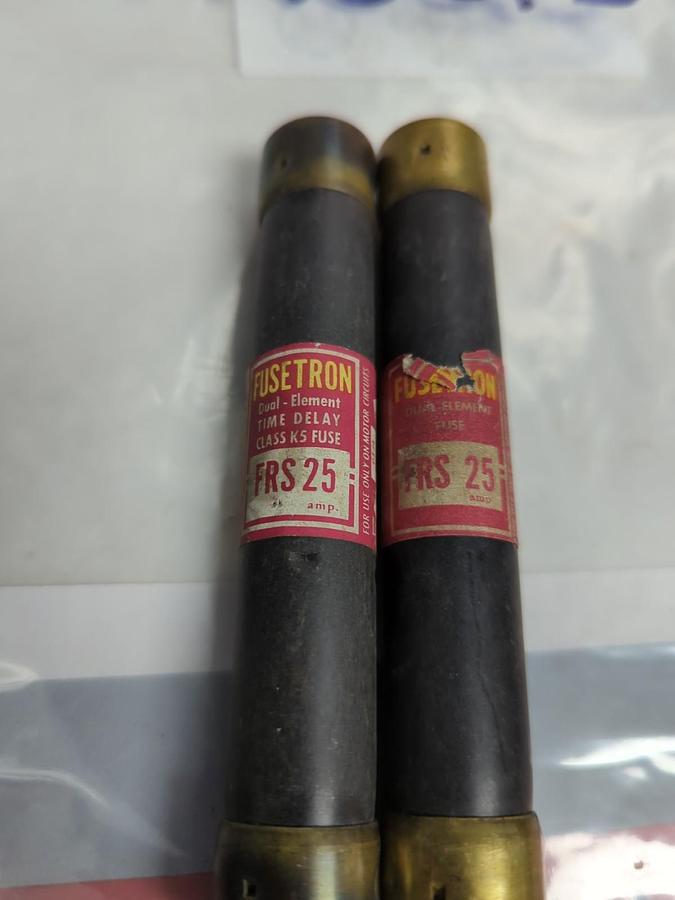 FUSETRON
Dual - Element
TIME DELAY
CLASS K5 FUSE
FRS 25
amp.
FOR USE ONLY ON MOTOR CIRCUITS
DUAL-ELEMENT
FUSE
FRS 25
amp